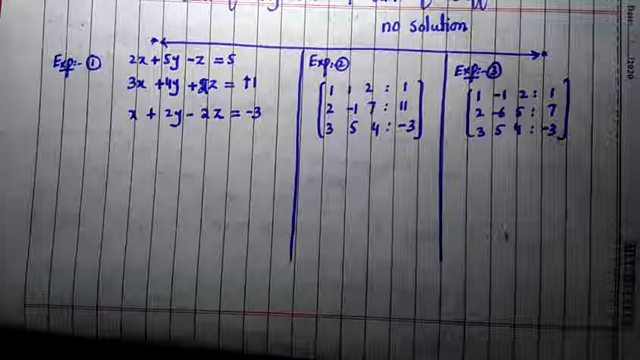 no solution
Exp:- ①
2x + 5y - z = 5
3x + 4y + 2z = 11
x + 2y - 2z = -3
Exp:- ②
1 1 2 : 1
2 -1 7 : 11
3 5 4 : -3
Exp:- ③
1 -1 2 : 1
2 -6 5 : 7
3 5 4 : -3